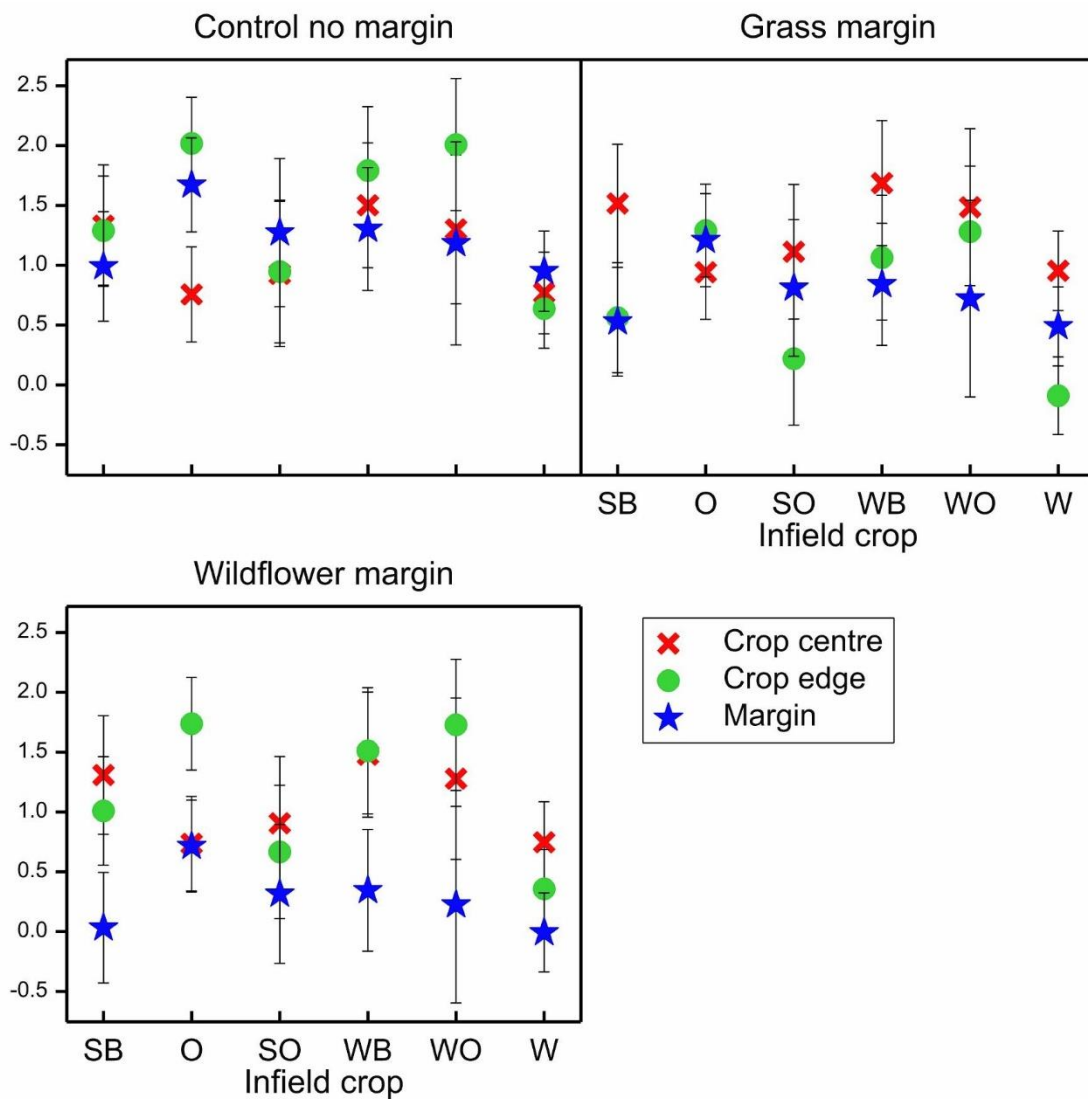 Control no margin
Grass margin
2.5
2.0
1.5
1.0
0.5
0.0
-0.5
SB O SO WB WO W
Infield crop
Wildflower margin
2.5
2.0
1.5
1.0
0.5
0.0
-0.5
SB O SO WB WO W
Infield crop
Crop centre
Crop edge
Margin